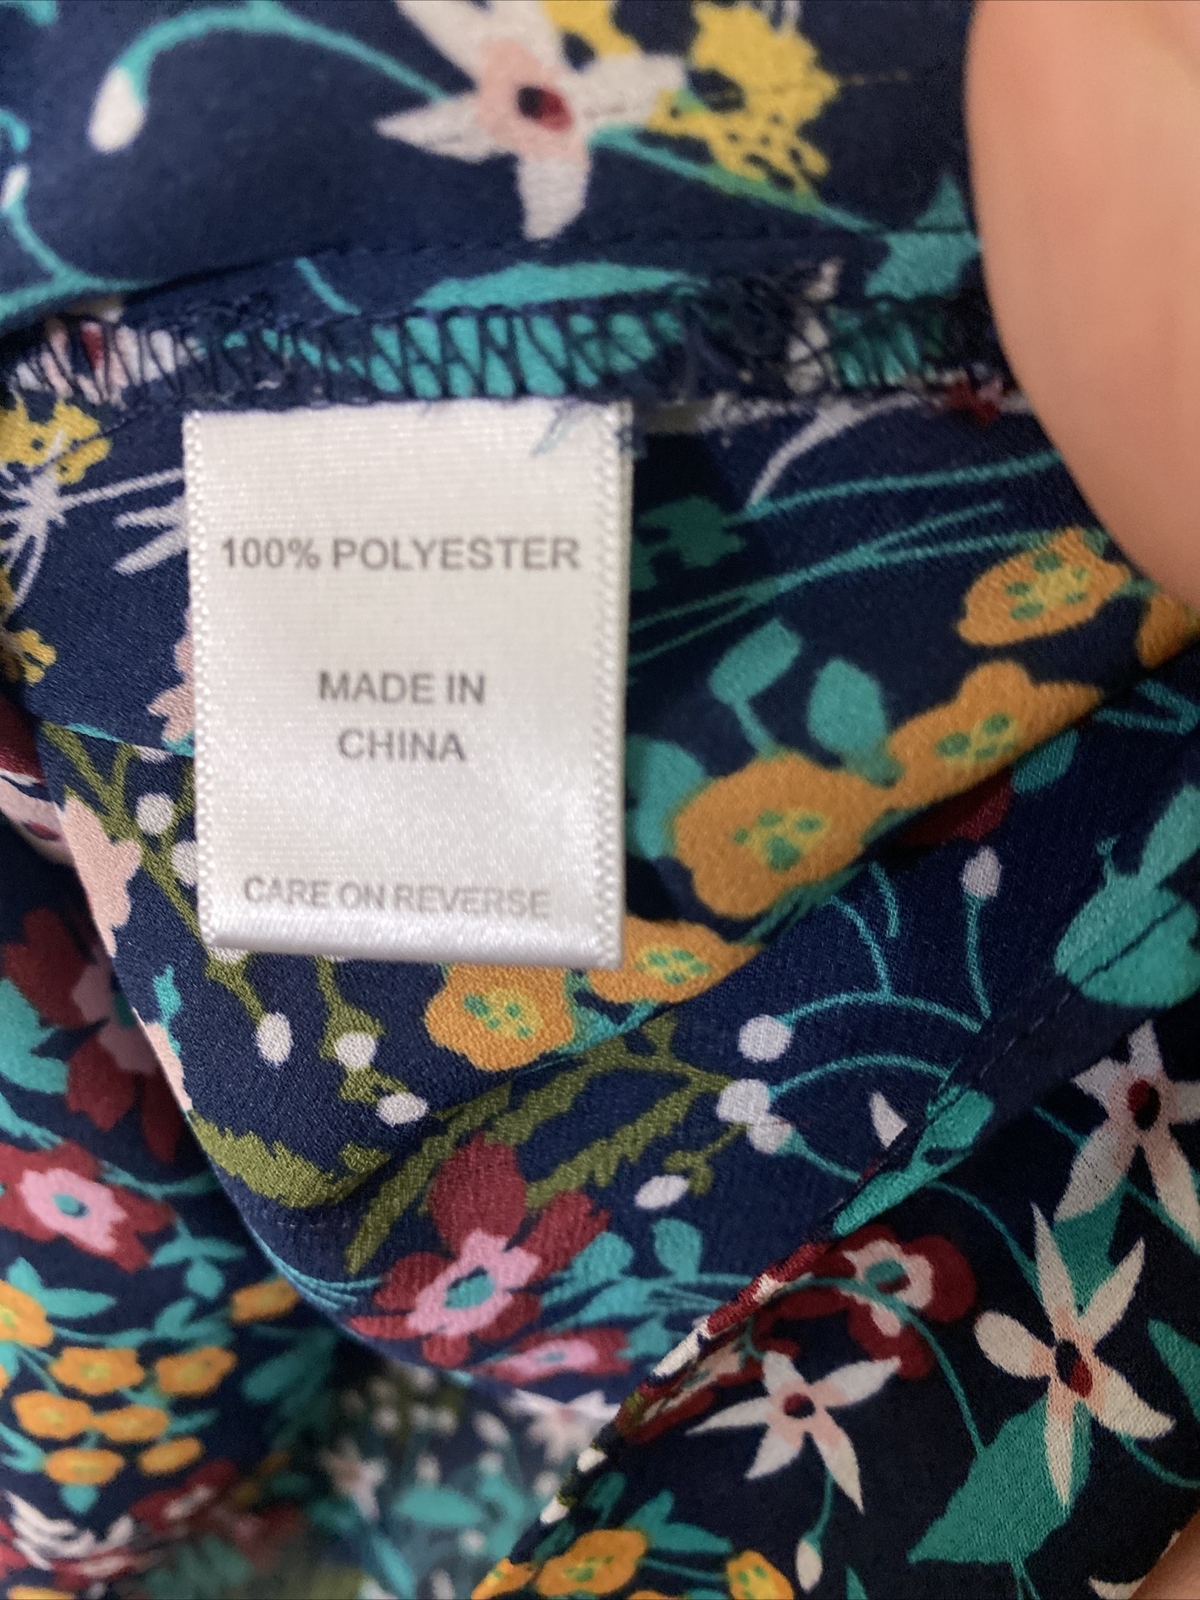 100% POLYESTER
MADE IN
CHINA
CARE ON REVERSE